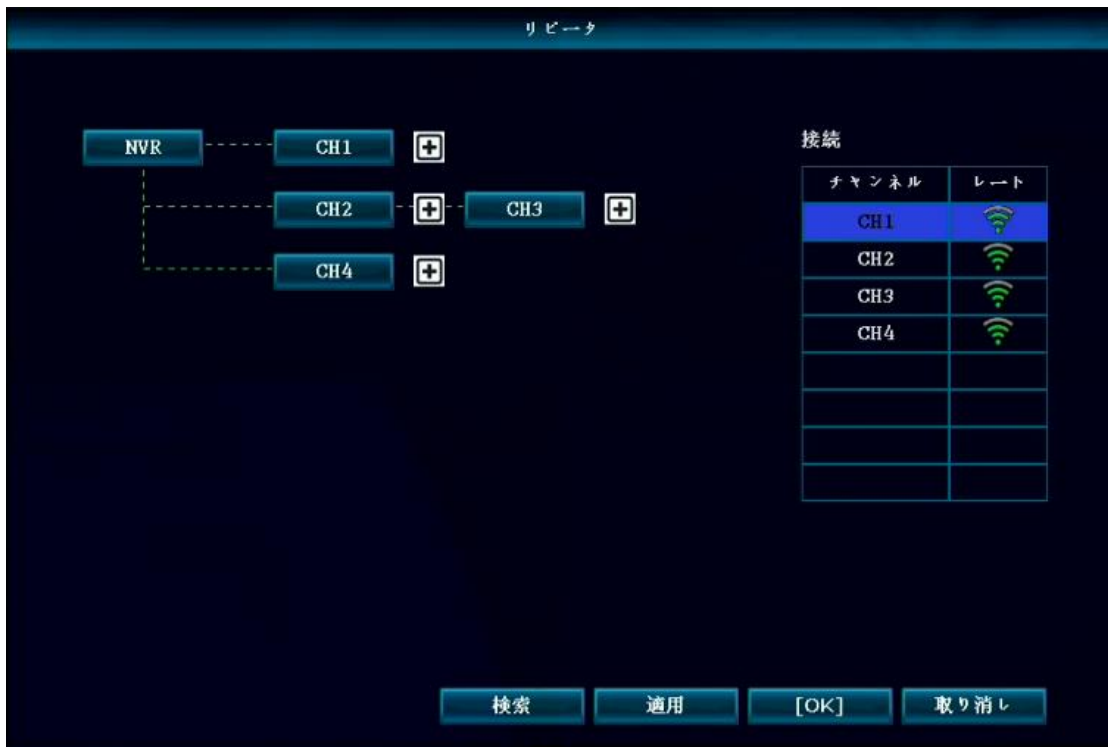 リピータ
NVR CH1
CH2 CH3
CH4
接続
チャンネル レート
CH1
CH2
CH3
CH4
検索 適用 [OK] 取り消し